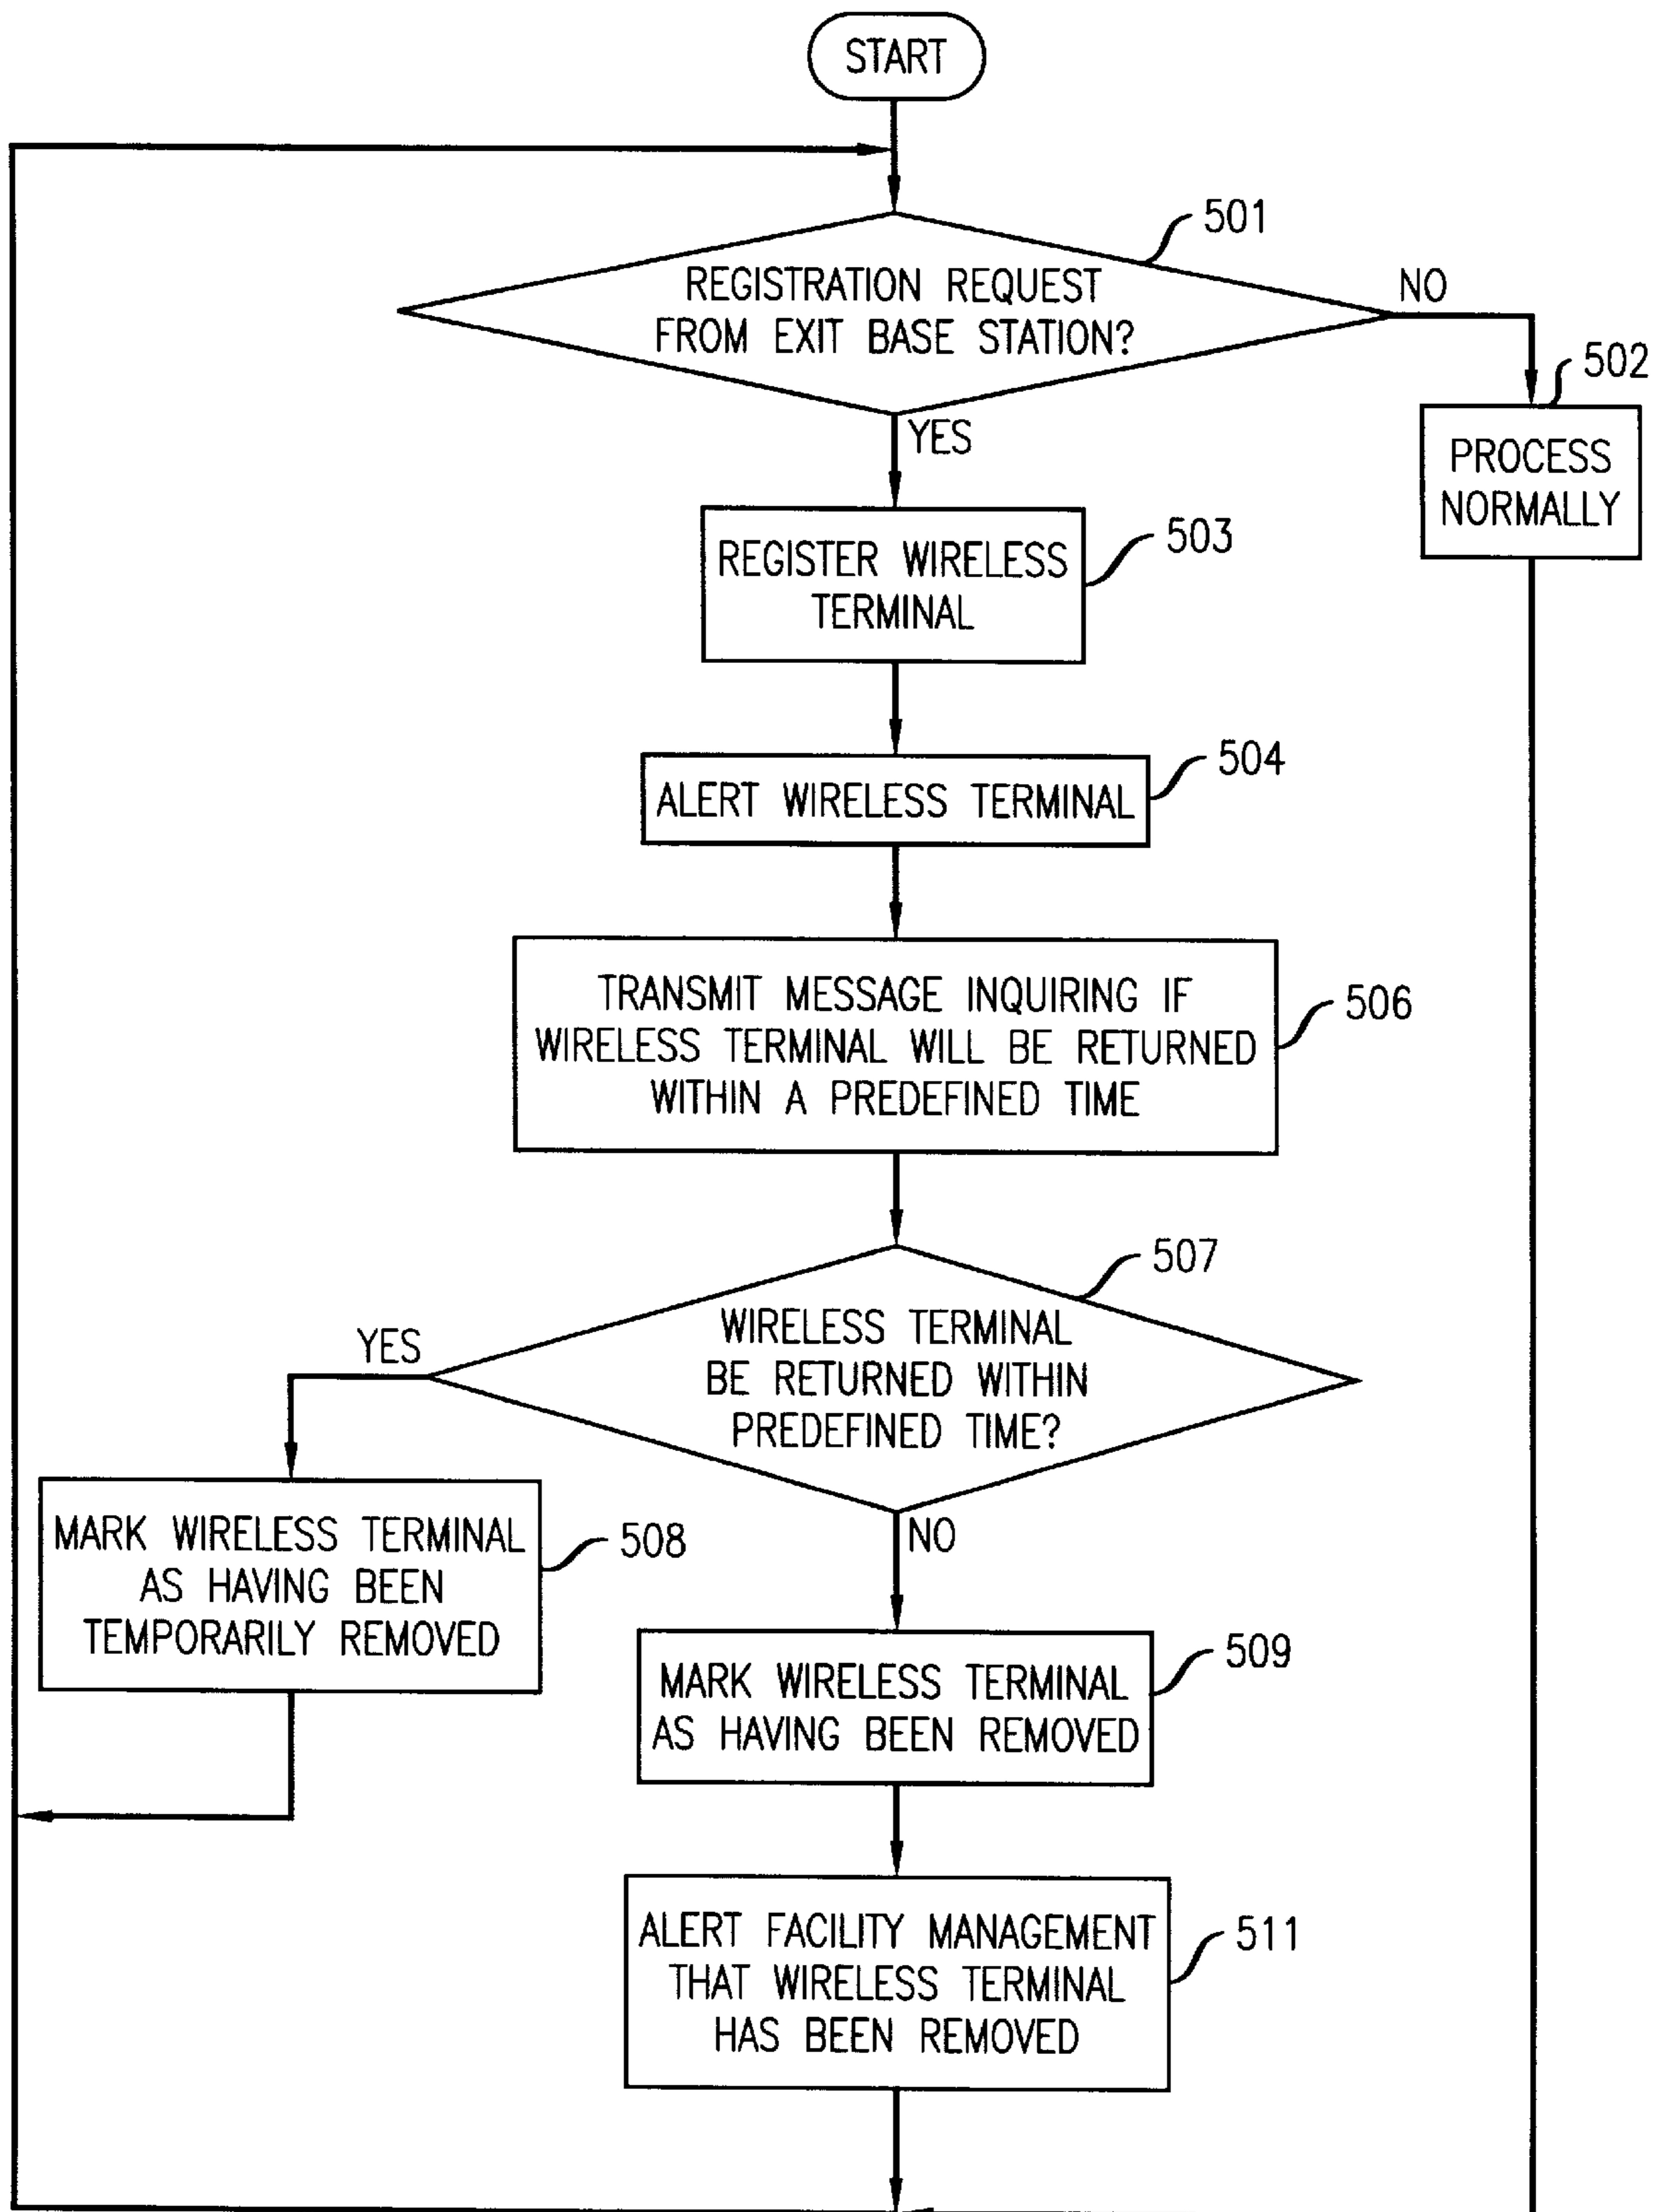 START
501
REGISTRATION REQUEST
FROM EXIT BASE STATION?
NO
502
PROCESS
NORMALLY
YES
503
REGISTER WIRELESS
TERMINAL
504
ALERT WIRELESS TERMINAL
506
TRANSMIT MESSAGE INQUIRING IF
WIRELESS TERMINAL WILL BE RETURNED
WITHIN A PREDEFINED TIME
507
WIRELESS TERMINAL
BE RETURNED WITHIN
PREDEFINED TIME?
YES
508
MARK WIRELESS TERMINAL
AS HAVING BEEN
TEMPORARILY REMOVED
NO
509
MARK WIRELESS TERMINAL
AS HAVING BEEN REMOVED
511
ALERT FACILITY MANAGEMENT
THAT WIRELESS TERMINAL
HAS BEEN REMOVED